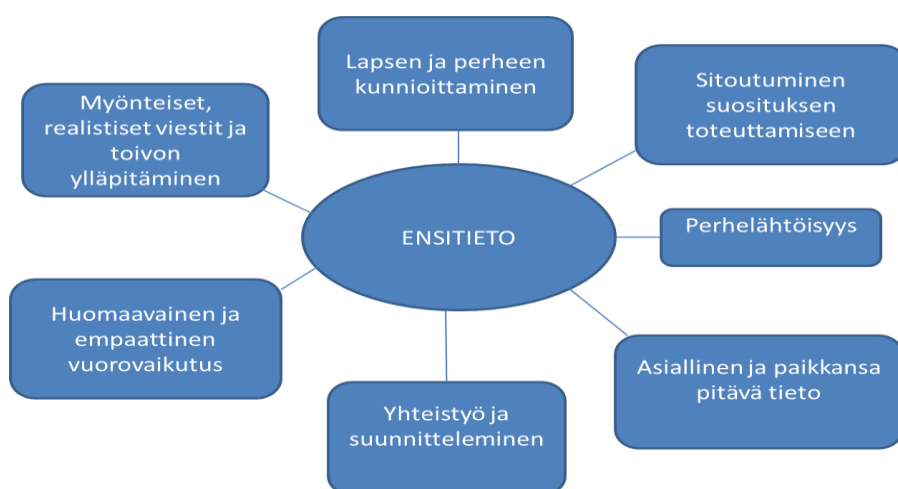 Lapsen ja perheen
kunnioittaminen
Sitoutuminen
suosituksen
toteuttamiseen
Myönteiset,
realistiset viestit ja
toivon
ylläpitäminen
ENSITIETO
Perhelähtöisyys
Huomaavainen ja
empaattinen
vuorovaikutus
Asiallinen ja paikkansa
pitävä tieto
Yhteistyö ja
suunnitteleminen